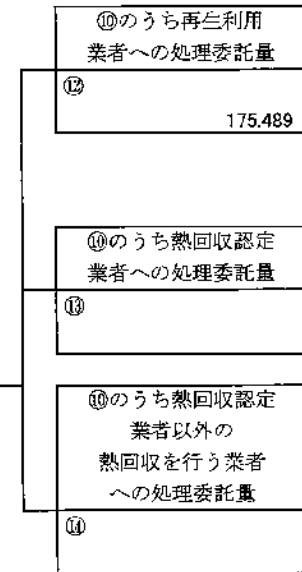 ⑩のうち再生利用
業者への処理委託量
⑫
175.489
⑩のうち熱回収認定
業者への処理委託量
⑬
⑩のうち熱回収認定
業者以外の
熱回収を行う業者
への処理委託量
⑭